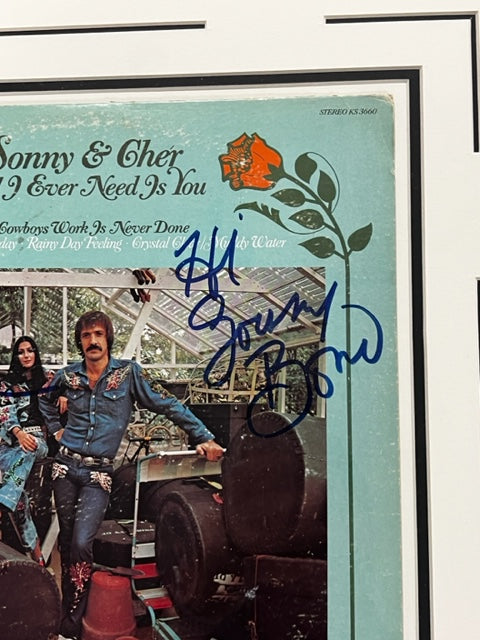 STEREO KS 3660
Sonny & Cher
I Ever Need Is You
Cowboys Work Is Never Done
Rainy Day Feeling · Crystal Clear/Muddy Water
Hi
Sonny
Bono